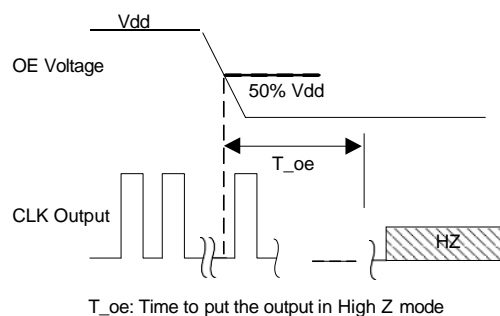 Vdd
OE Voltage
50% Vdd
T_oe
CLK Output
HZ
T_oe: Time to put the output in High Z mode